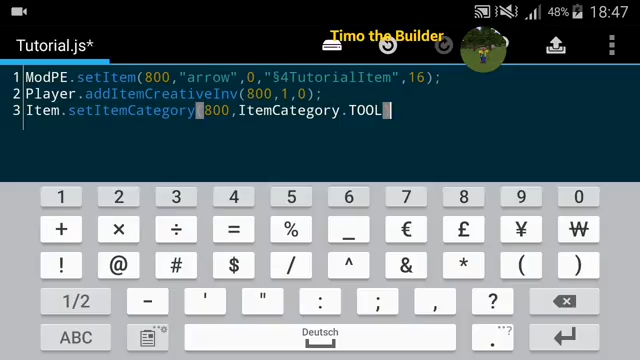 48% 18:47
Timo the Builder
Tutorial.js*
1 ModPE.setItem(800,"arrow",0,"§4TutorialItem",16);
2 Player.addItemCreativeInv(800,1,0);
3 Item.setItemCategory(800,ItemCategory.TOOL)
1 2 3 4 5 6 7 8 9 0
+ × ÷ = % _ € £ ¥ ₩
! @ # $ / ^ & * ( )
1/2 - ' " : ; , ?
ABC Deutsch . ?